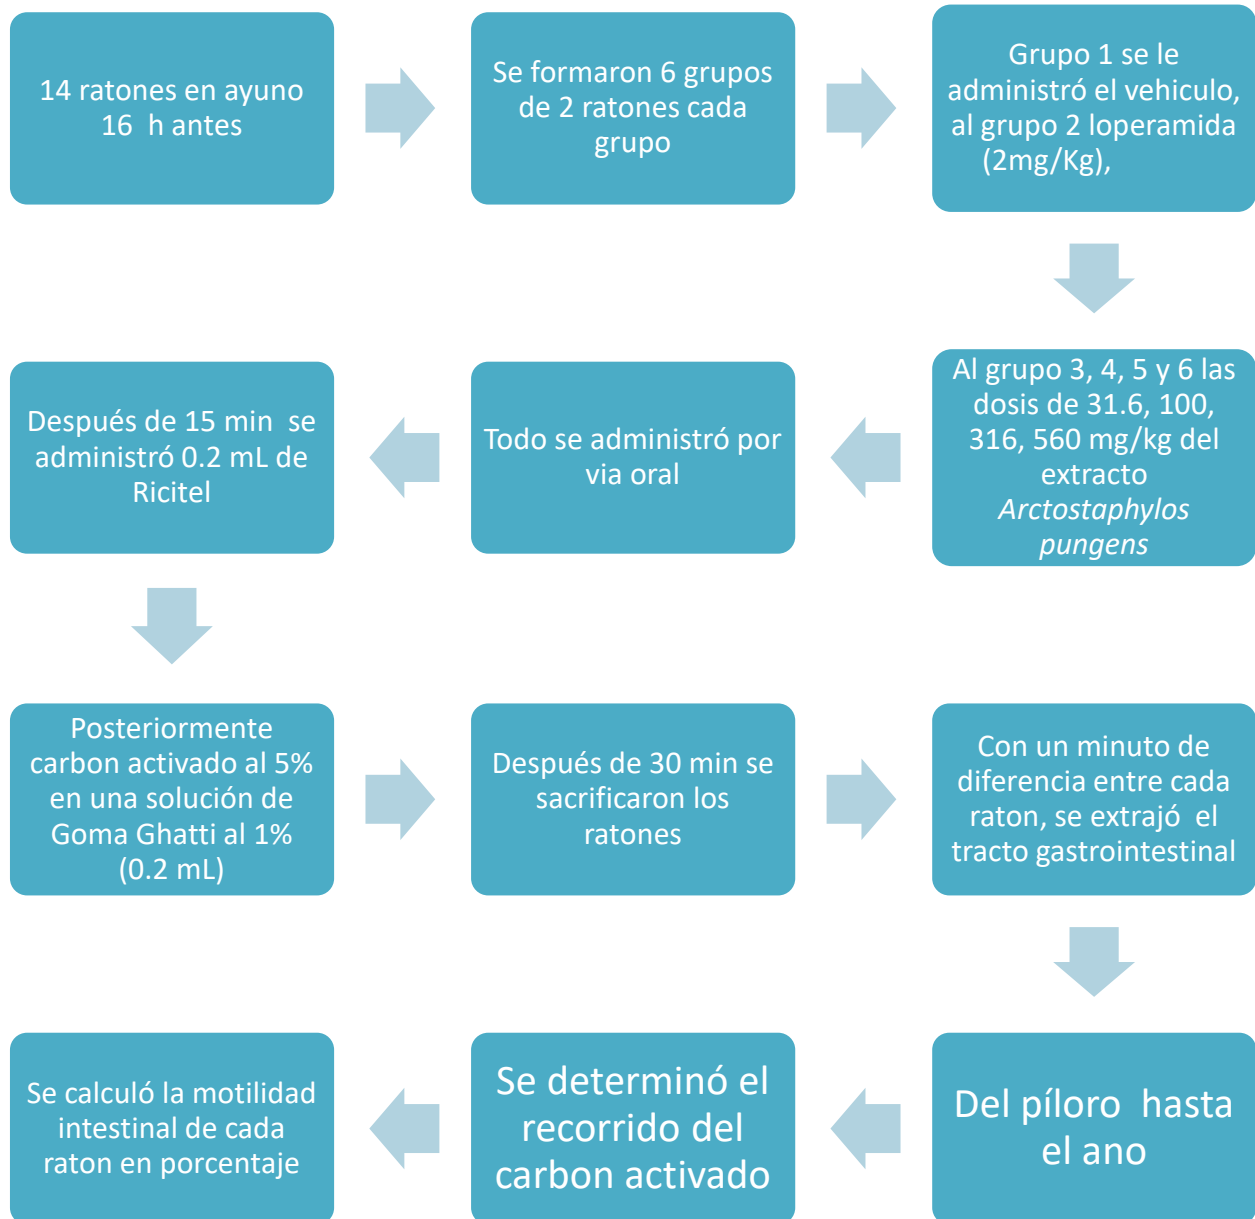 14 ratones en ayuno
16 h antes
Se formaron 6 grupos
de 2 ratones cada
grupo
Grupo 1 se le
administró el vehiculo,
al grupo 2 loperamida
(2mg/Kg),
Al grupo 3, 4, 5 y 6 las
dosis de 31.6, 100,
316, 560 mg/kg del
extracto
Arctostaphylos
pungens
Todo se administró por
via oral
Después de 15 min se
administró 0.2 mL de
Ricitel
Posteriormente
carbon activado al 5%
en una solución de
Goma Ghatti al 1%
(0.2 mL)
Después de 30 min se
sacrificaron los
ratones
Con un minuto de
diferencia entre cada
raton, se extrajó el
tracto gastrointestinal
Del píloro hasta
el ano
Se determinó el
recorrido del
carbon activado
Se calculó la motilidad
intestinal de cada
raton en porcentaje